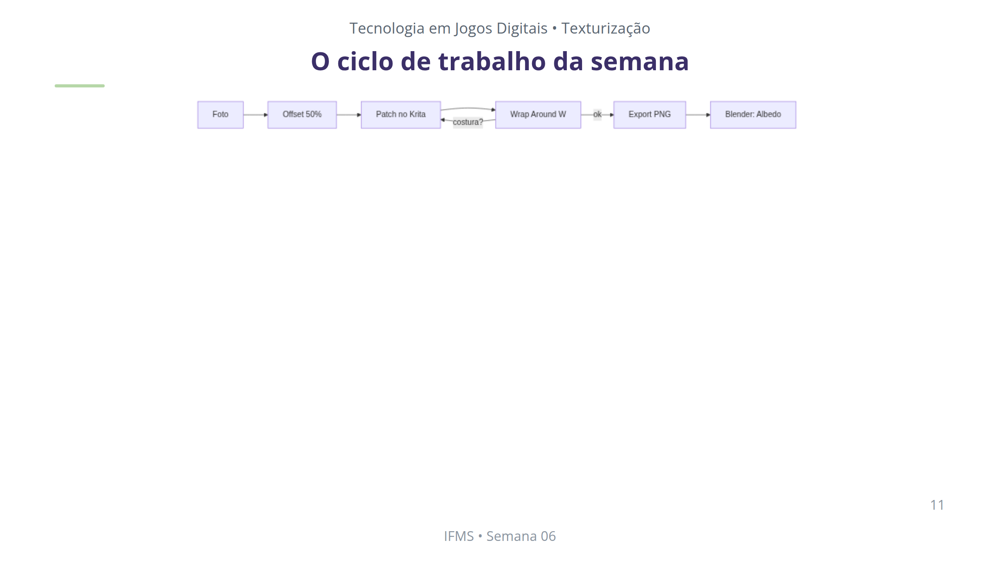 Tecnologia em Jogos Digitais • Texturização
O ciclo de trabalho da semana
Foto
Offset 50%
Patch no Krita
costura?
Wrap Around W
ok
Export PNG
Blender: Albedo
11
IFMS • Semana 06